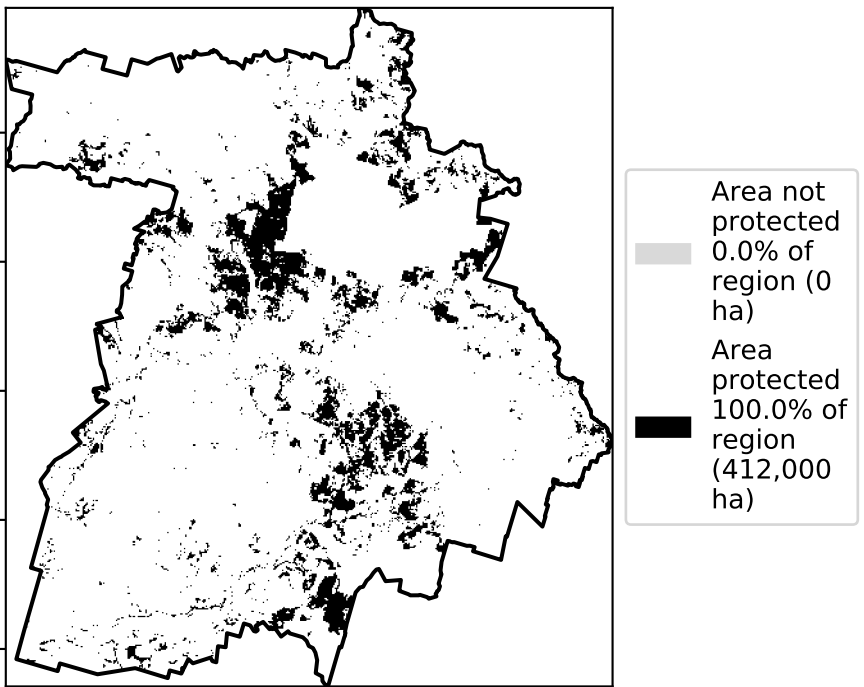 Area not
protected
0.0% of
region (0
ha)
Area
protected
100.0% of
region
(412,000
ha)